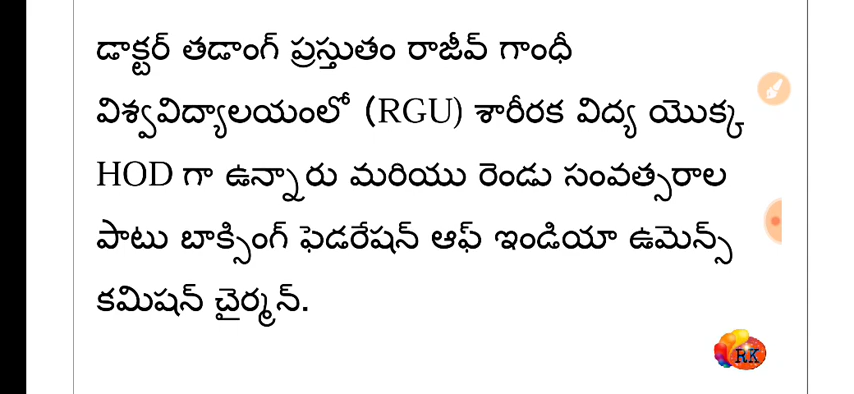 డాక్టర్ తడాంగ్ ప్రస్తుతం రాజీవ్ గాంధీ
విశ్వవిద్యాలయంలో (RGU) శారీరక విద్య యొక్క
HOD గా ఉన్నారు మరియు రెండు సంవత్సరాల
పాటు బాక్సింగ్ ఫెడరేషన్ ఆఫ్ ఇండియా ఉమెన్స్
కమిషన్ చైర్మన్.
RK